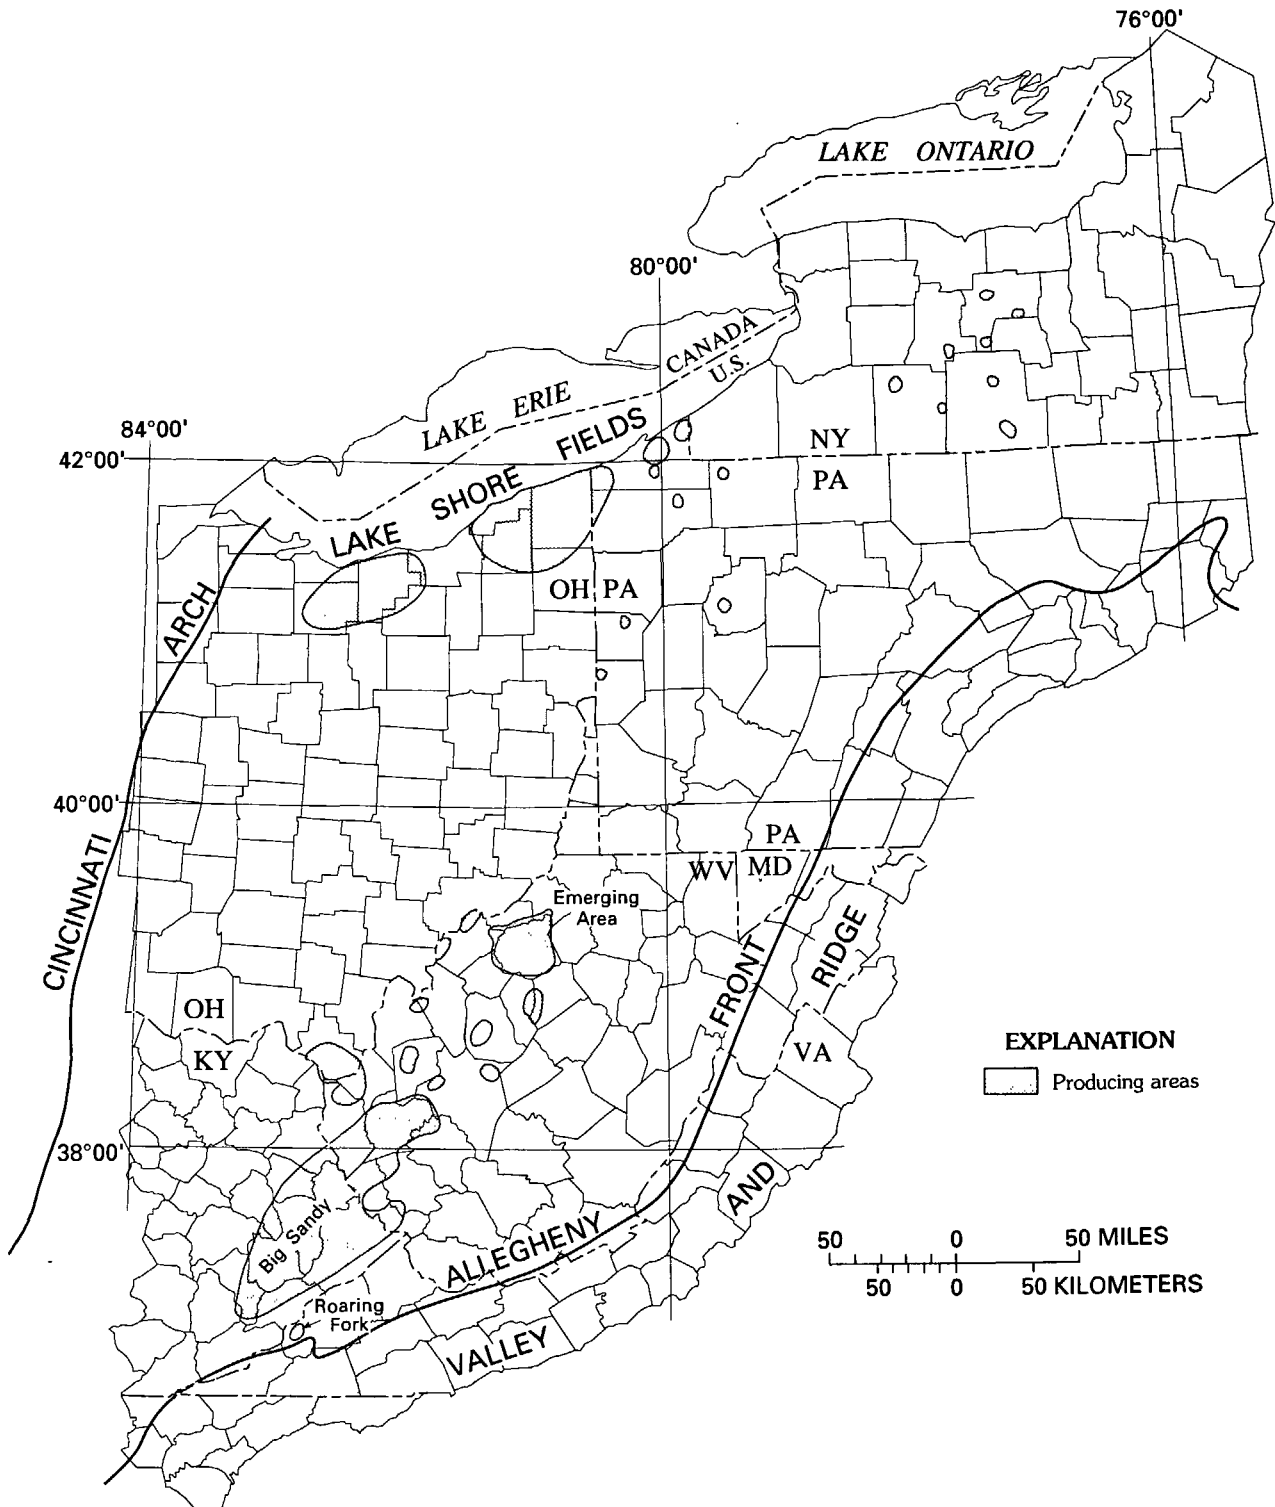 76°00'
LAKE ONTARIO
80°00'
CANADA
U.S.
LAKE ERIE
84°00'
42°00'
LAKE SHORE FIELDS
NY
PA
OH PA
ARCH
CINCINNATI
40°00'
PA
WV MD
Emerging
Area
RIDGE
FRONT
OH
KY
VA
EXPLANATION
Producing areas
38°00'
AND
Big Sandy
ALLEGHENY
50 0 50 MILES
50 0 50 KILOMETERS
Roaring
Fork
VALLEY